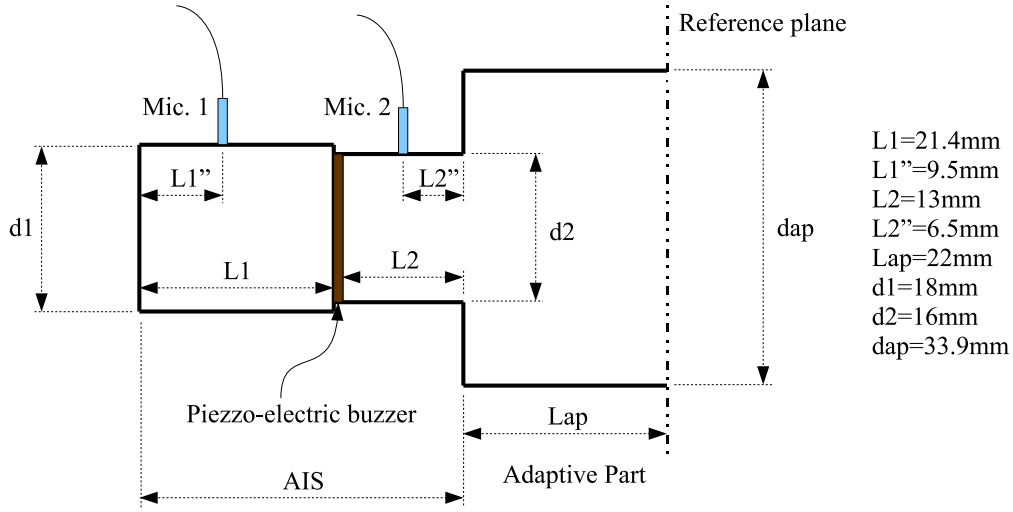 Reference plane
Mic. 1
Mic. 2
L1”
L2”
d1
d2
dap
L1
L2
L1=21.4mm
L1”=9.5mm
L2=13mm
L2”=6.5mm
Lap=22mm
d1=18mm
d2=16mm
dap=33.9mm
Piezzo-electric buzzer
Lap
AIS
Adaptive Part